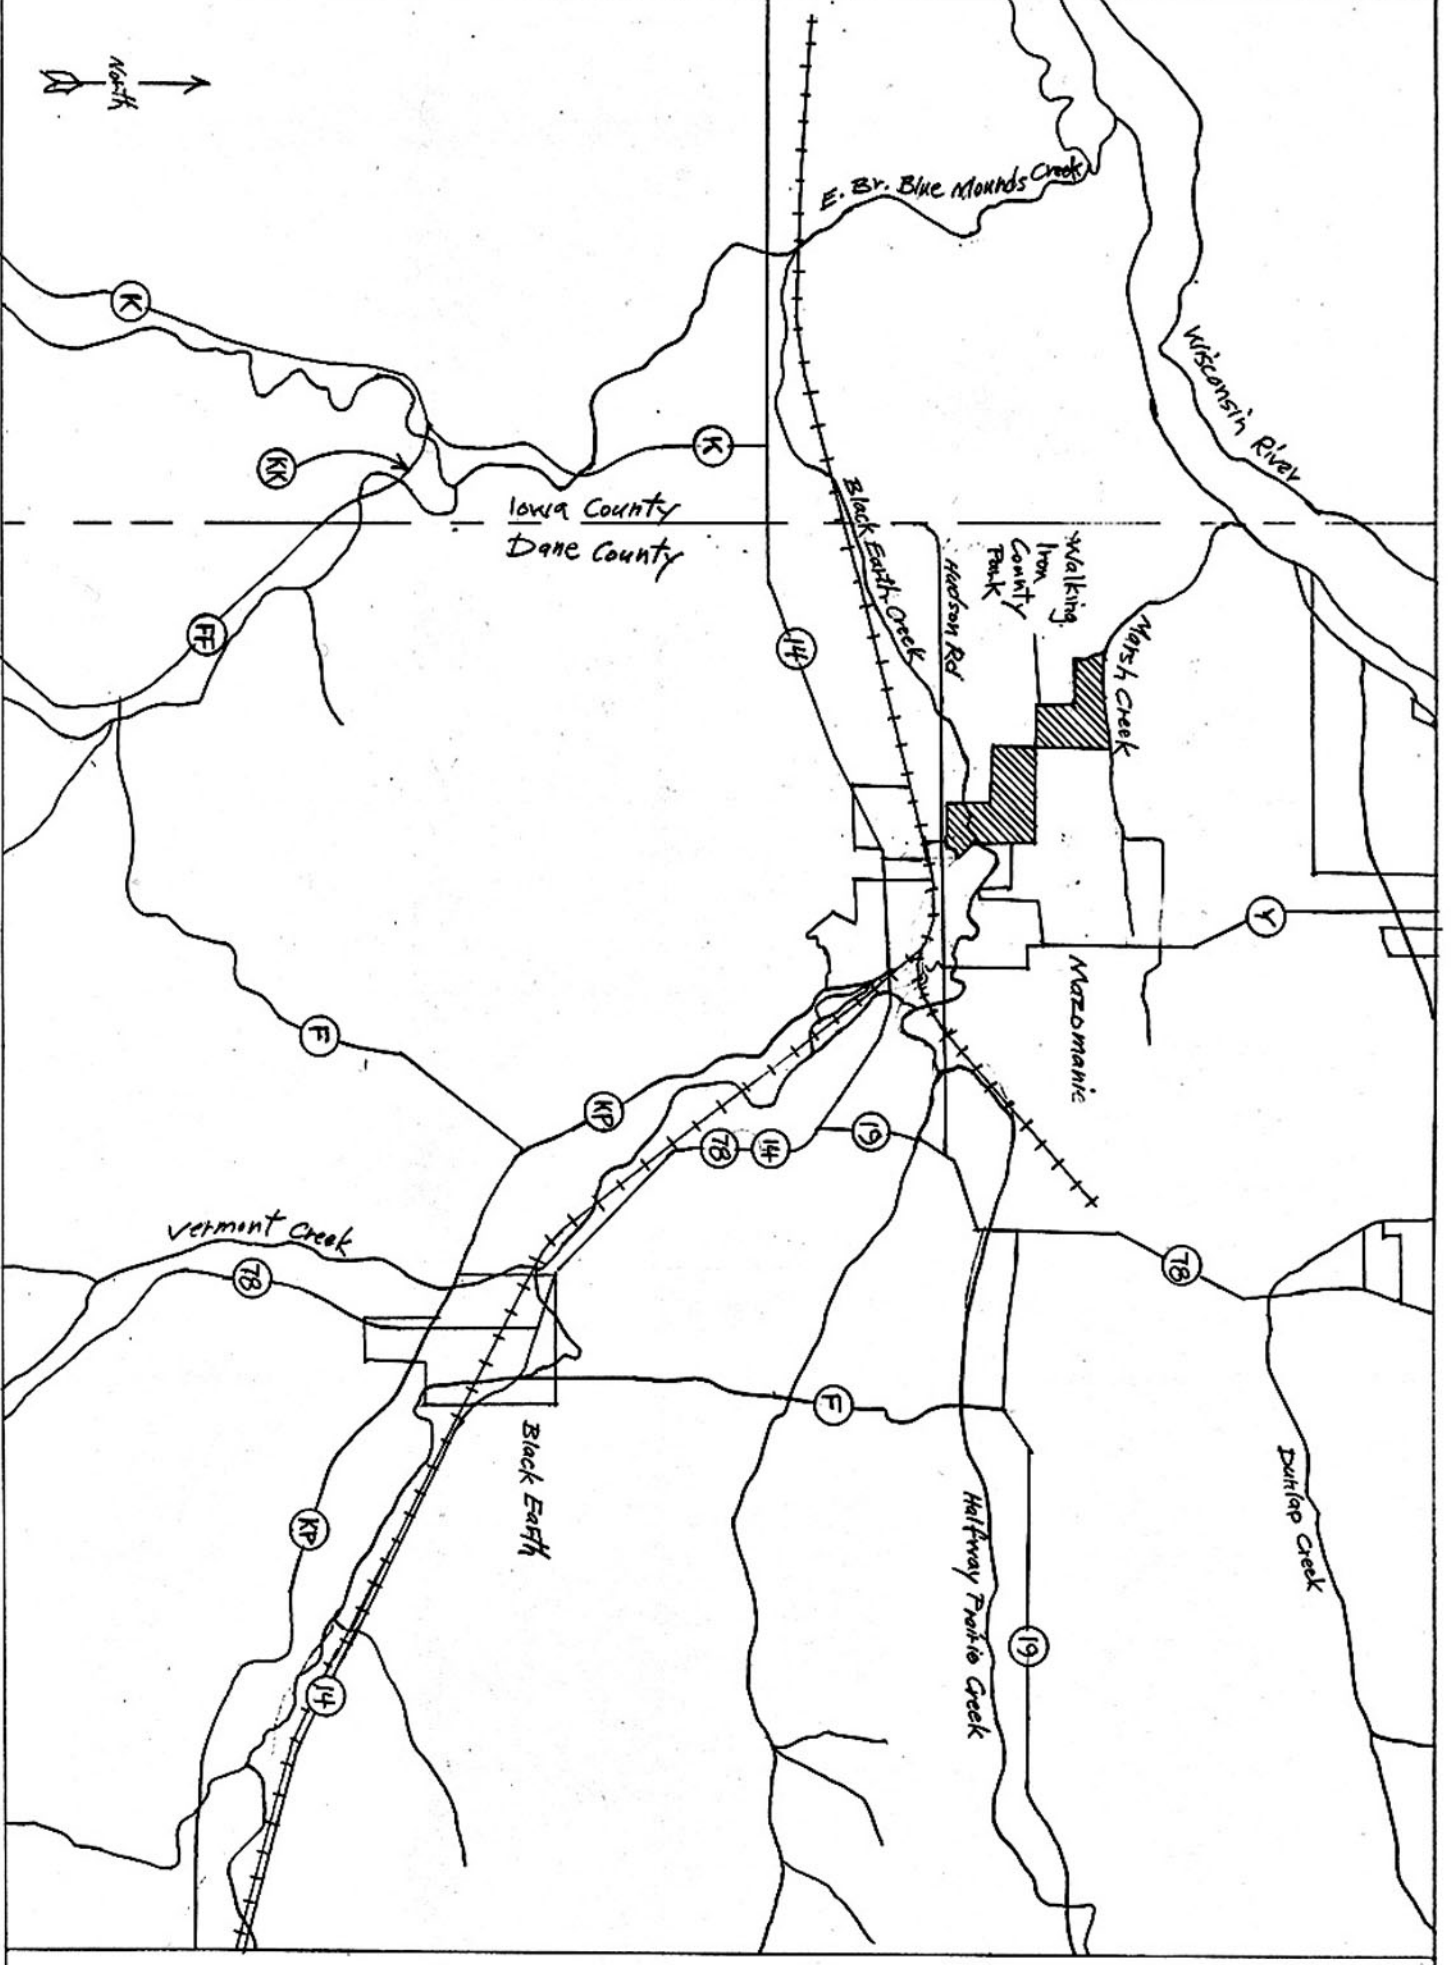 North
Wisconsin River
E. Br. Blue Mounds Creek
K
K
KK
Iowa County
Dane County
Black Earth Creek
Hudson Rd
Walking
Iron
County
Park
Marsh Creek
FF
14
Y
Mazomanie
F
KP
78
14
19
78
Vermont Creek
78
F
Black Earth
Dunlap Creek
KP
Halfway Prairie Creek
19
14